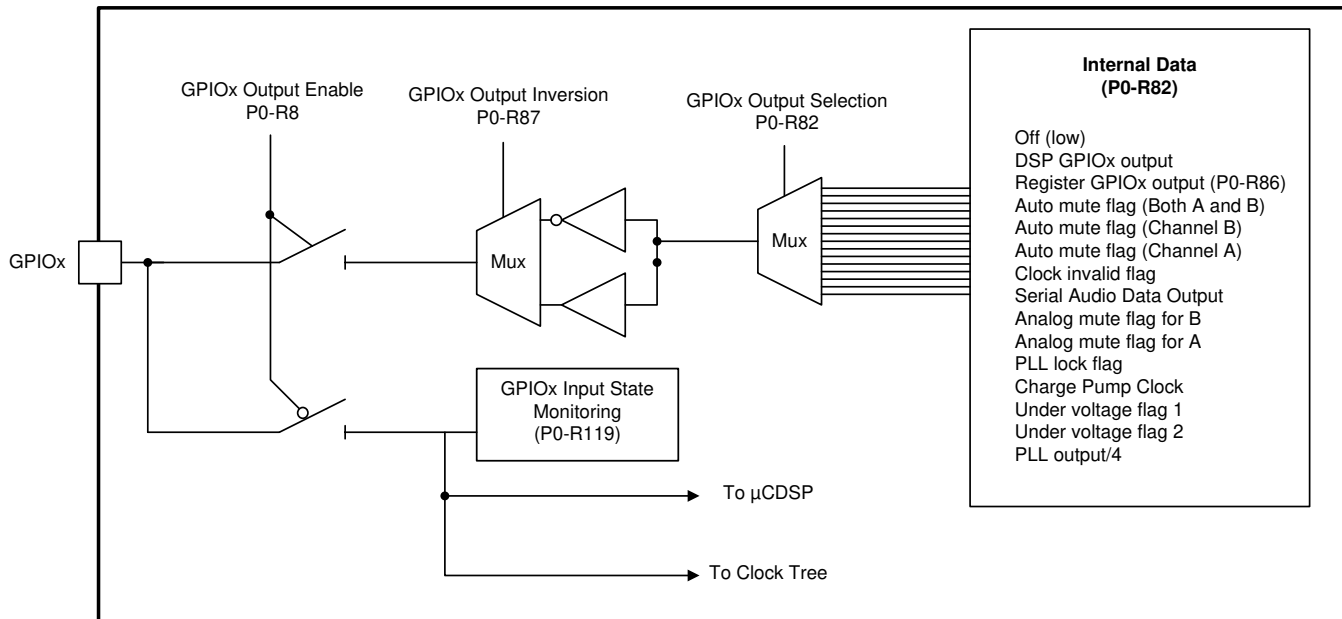 GPIOx Output Enable
P0-R8
GPIOx Output Inversion
P0-R87
GPIOx Output Selection
P0-R82
Internal Data
(P0-R82)
Off (low)
DSP GPIOx output
Register GPIOx output (P0-R86)
Auto mute flag (Both A and B)
Auto mute flag (Channel B)
Auto mute flag (Channel A)
Clock invalid flag
Serial Audio Data Output
Analog mute flag for B
Analog mute flag for A
PLL lock flag
Charge Pump Clock
Under voltage flag 1
Under voltage flag 2
PLL output/4
GPIOx
Mux
Mux
GPIOx Input State
Monitoring
(P0-R119)
To µCDSP
To Clock Tree